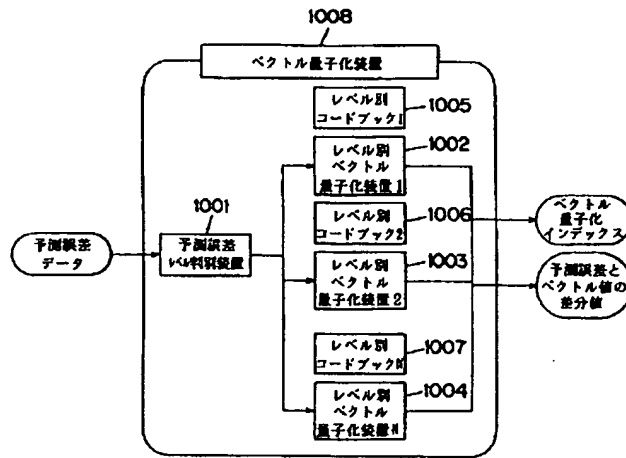 1008
ベクトル量子化装置
レベル別
コードブック1
1005
レベル別
ベクトル
量子化装置1
1002
1001
予測誤差
データ
予測誤差
レベル判別装置
レベル別
コードブック2
1006
レベル別
ベクトル
量子化装置2
1003
レベル別
コードブックN
1007
レベル別
ベクトル
量子化装置N
1004
ベクトル
量子化
インデックス
予測誤差と
ベクトル値の
差分値